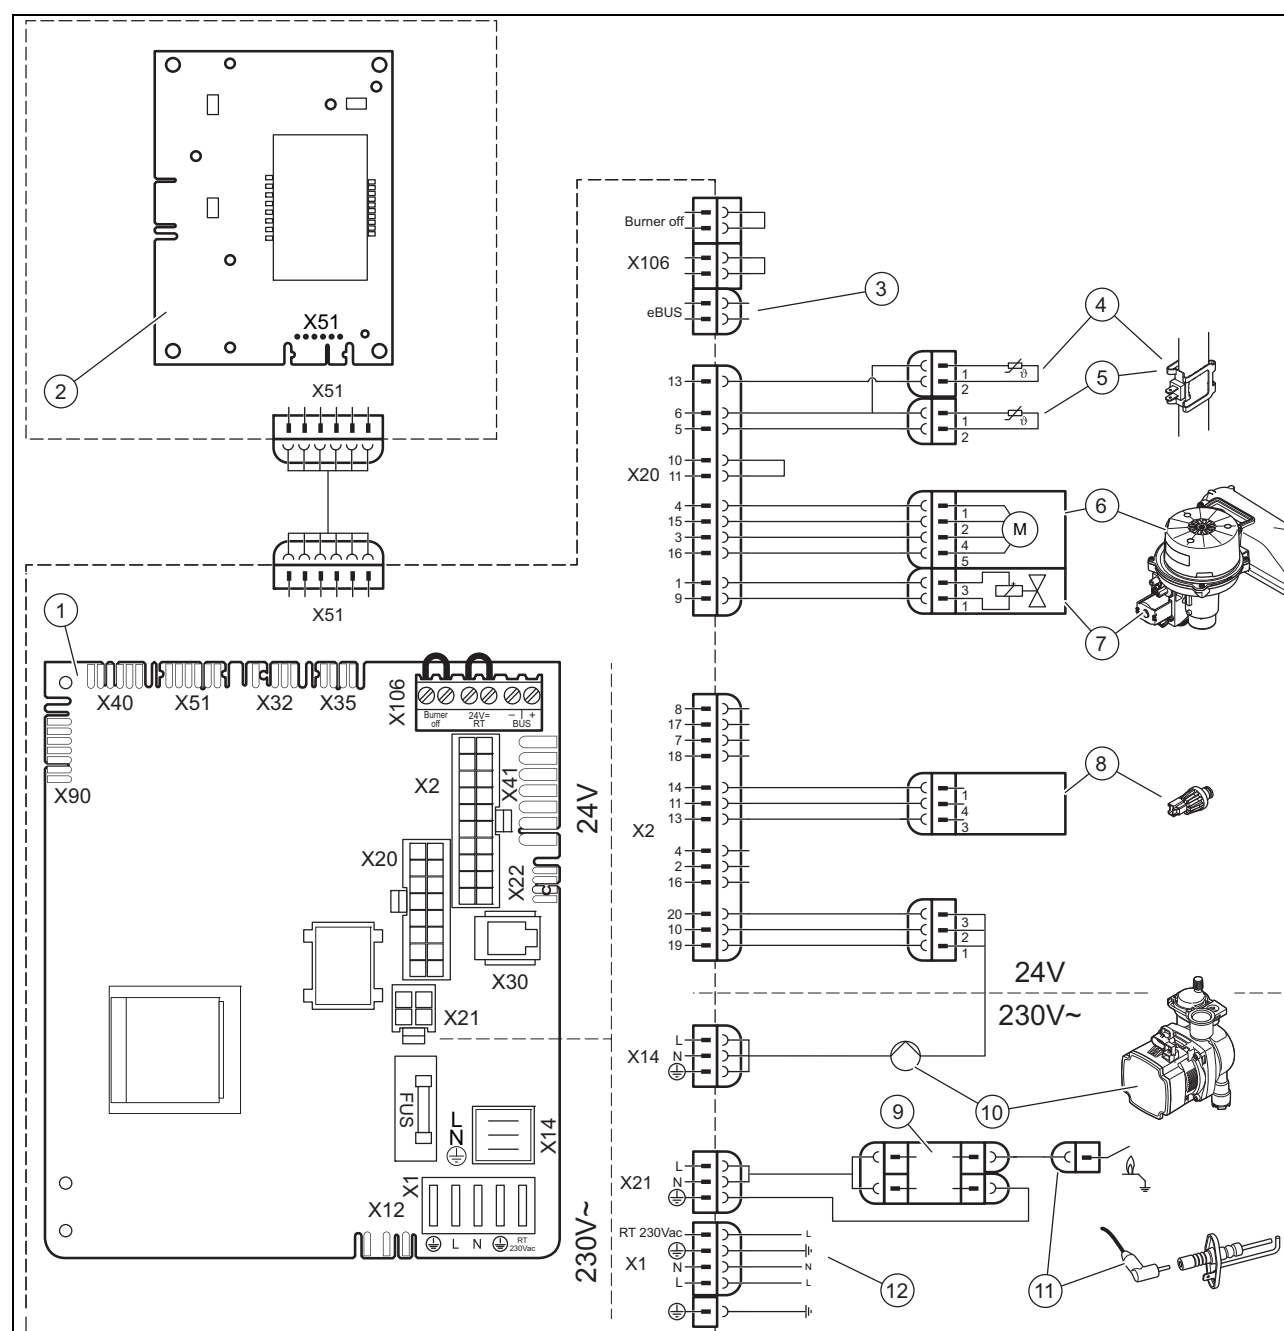 X51
2
X51
X51
1
X40
X51
X32
X35
X106
Burner
off
24V=
RT
– | +
BUS
X90
X2
X41
24V
X20
X22
X30
X21
FUS
L
N
X14
X1
X12
L
N
RT
230Vac
230V~
Burner off
X106
eBUS
3
13
6
5
10
X20
11
4
15
3
16
1
9
1
2
ϑ
1
2
ϑ
4
5
1
2
4
5
M
6
3
1
7
8
17
7
18
14
11
13
X2
4
2
16
20
10
19
1
4
3
8
3
2
1
24V
230V~
X14
L
N
10
9
X21
L
N
11
RT 230Vac
X1
N
L
L
N
L
12